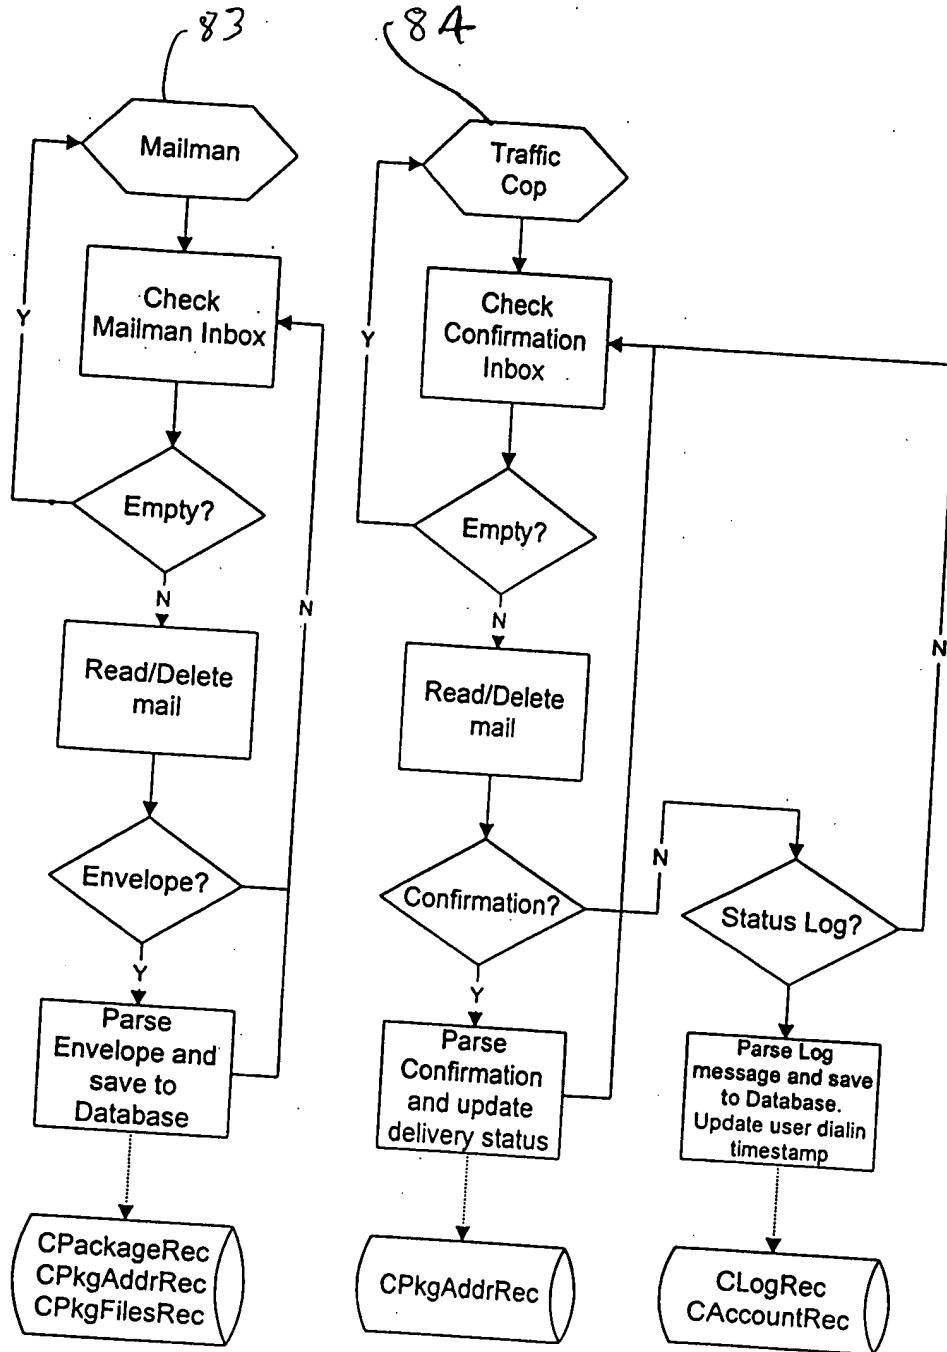 83
84
Mailman
Y
Check
Mailman Inbox
Empty?
N
N
Read/Delete
mail
Envelope?
Y
Parse
Envelope and
save to
Database
CPackageRec
CPkgAddrRec
CPkgFilesRec
Traffic
Cop
Y
Check
Confirmation
Inbox
Empty?
N
Read/Delete
mail
Confirmation?
N
Y
Parse
Confirmation
and update
delivery status
CPkgAddrRec
N
Status Log?
Parse Log
message and save
to Database.
Update user dialin
timestamp
CLogRec
CAccountRec